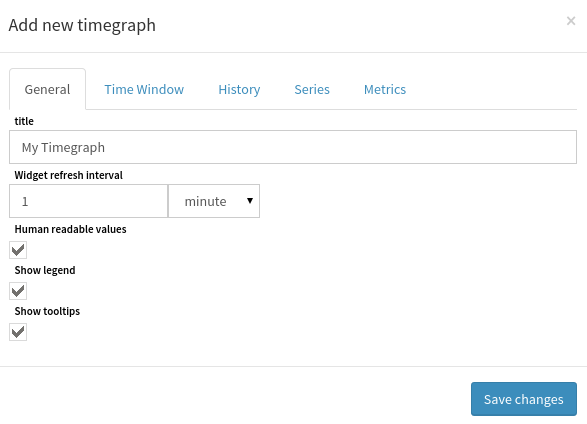 Add new timegraph ×
General Time Window History Series Metrics
title
My Timegraph
Widget refresh interval
1 minute
Human readable values
Show legend
Show tooltips
Save changes